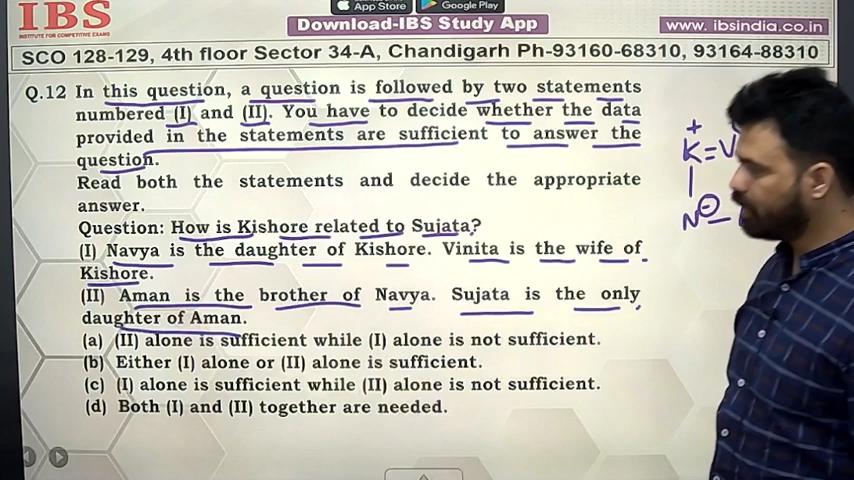 IBS
INSTITUTE FOR COMPETITIVE EXAMS
App Store
Google Play
Download-IBS Study App
www. ibsindia.co.in
SCO 128-129, 4th floor Sector 34-A, Chandigarh Ph-93160-68310, 93164-88310
Q.12 In this question, a question is followed by two statements
numbered (I) and (II). You have to decide whether the data
provided in the statements are sufficient to answer the
question.
Read both the statements and decide the appropriate
answer.
Question: How is Kishore related to Sujata?
(I) Navya is the daughter of Kishore. Vinita is the wife of
Kishore.
(II) Aman is the brother of Navya. Sujata is the only
daughter of Aman.
(a) (II) alone is sufficient while (I) alone is not sufficient.
(b) Either (I) alone or (II) alone is sufficient.
(c) (I) alone is sufficient while (II) alone is not sufficient.
(d) Both (I) and (II) together are needed.
+
K = V
N -